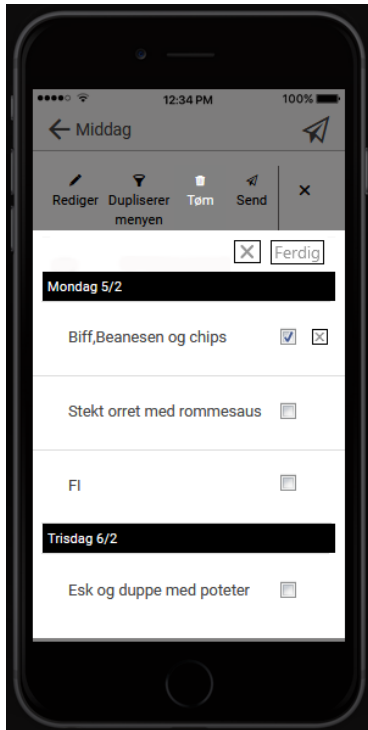 12:34 PM 100%
Middag
Rediger Dupliserer menyen Tøm Send
Ferdig
Mondag 5/2
Biff,Beanesen og chips
Stekt orret med rommesaus
FI
Trisdag 6/2
Esk og duppe med poteter